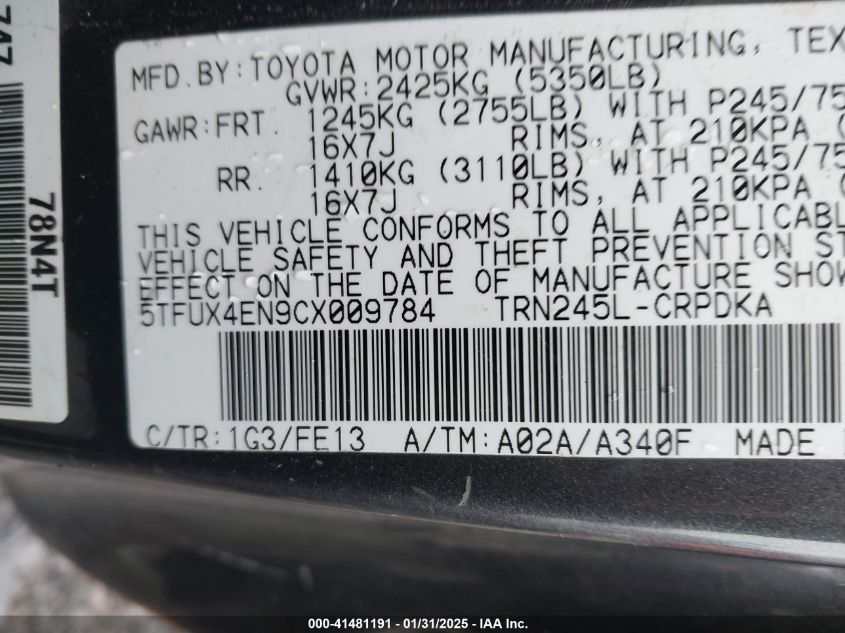 MFD. BY: TOYOTA MOTOR MANUFACTURING, TEX
GVWR: 2425KG (5350LB)
GAWR: FRT. 1245KG (2755LB) WITH P245/75
16X7J RIMS, AT 210KPA (
RR. 1410KG (3110LB) WITH P245/75
16X7J RIMS, AT 210KPA (
THIS VEHICLE CONFORMS TO ALL APPLICABL
VEHICLE SAFETY AND THEFT PREVENTION ST
EFFECT ON THE DATE OF MANUFACTURE SHOW
5TFUX4EN9CX009784 TRN245L-CRPDKA
C/TR: 1G3/FE13 A/TM: A02A/A340F MADE
78N4T
747
000-41481191 - 01/31/2025 - IAA Inc.